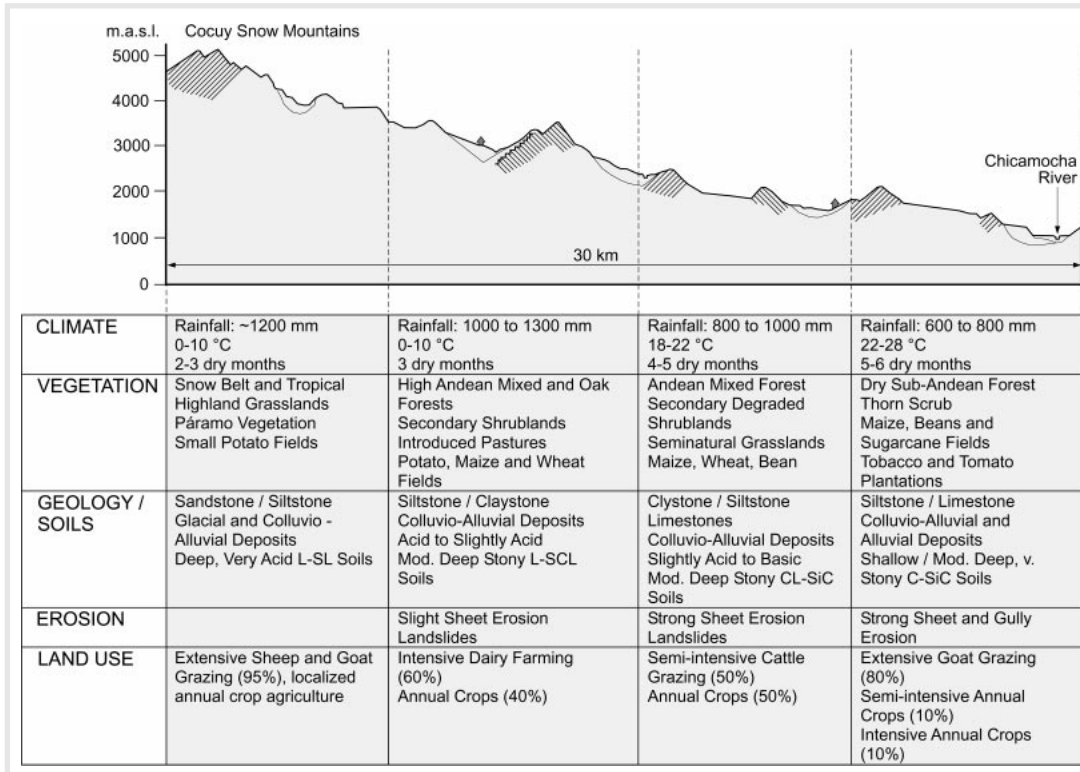 m.a.s.l.
Cocuy Snow Mountains
5000
4000
3000
2000
1000
0
Chicamocha
River
30 km
CLIMATE
Rainfall: ~1200 mm
0-10 °C
2-3 dry months
Rainfall: 1000 to 1300 mm
0-10 °C
3 dry months
Rainfall: 800 to 1000 mm
18-22 °C
4-5 dry months
Rainfall: 600 to 800 mm
22-28 °C
5-6 dry months
VEGETATION
Snow Belt and Tropical
Highland Grasslands
Páramo Vegetation
Small Potato Fields
High Andean Mixed and Oak
Forests
Secondary Shrublands
Introduced Pastures
Potato, Maize and Wheat
Fields
Andean Mixed Forest
Secondary Degraded
Shrublands
Seminatural Grasslands
Maize, Wheat, Bean
Dry Sub-Andean Forest
Thorn Scrub
Maize, Beans and
Sugarcane Fields
Tobacco and Tomato
Plantations
GEOLOGY /
SOILS
Sandstone / Siltstone
Glacial and Colluvio -
Alluvial Deposits
Deep, Very Acid L-SL Soils
Siltstone / Claystone
Colluvio-Alluvial Deposits
Acid to Slightly Acid
Mod. Deep Stony L-SCL
Soils
Clystone / Siltstone
Limestones
Colluvio-Alluvial Deposits
Slightly Acid to Basic
Mod. Deep Stony CL-SiC
Soils
Siltstone / Limestone
Colluvio-Alluvial and
Alluvial Deposits
Shallow / Mod. Deep, v.
Stony C-SiC Soils
EROSION
Slight Sheet Erosion
Landslides
Strong Sheet Erosion
Landslides
Strong Sheet and Gully
Erosion
LAND USE
Extensive Sheep and Goat
Grazing (95%), localized
annual crop agriculture
Intensive Dairy Farming
(60%)
Annual Crops (40%)
Semi-intensive Cattle
Grazing (50%)
Annual Crops (50%)
Extensive Goat Grazing
(80%)
Semi-intensive Annual
Crops (10%)
Intensive Annual Crops
(10%)